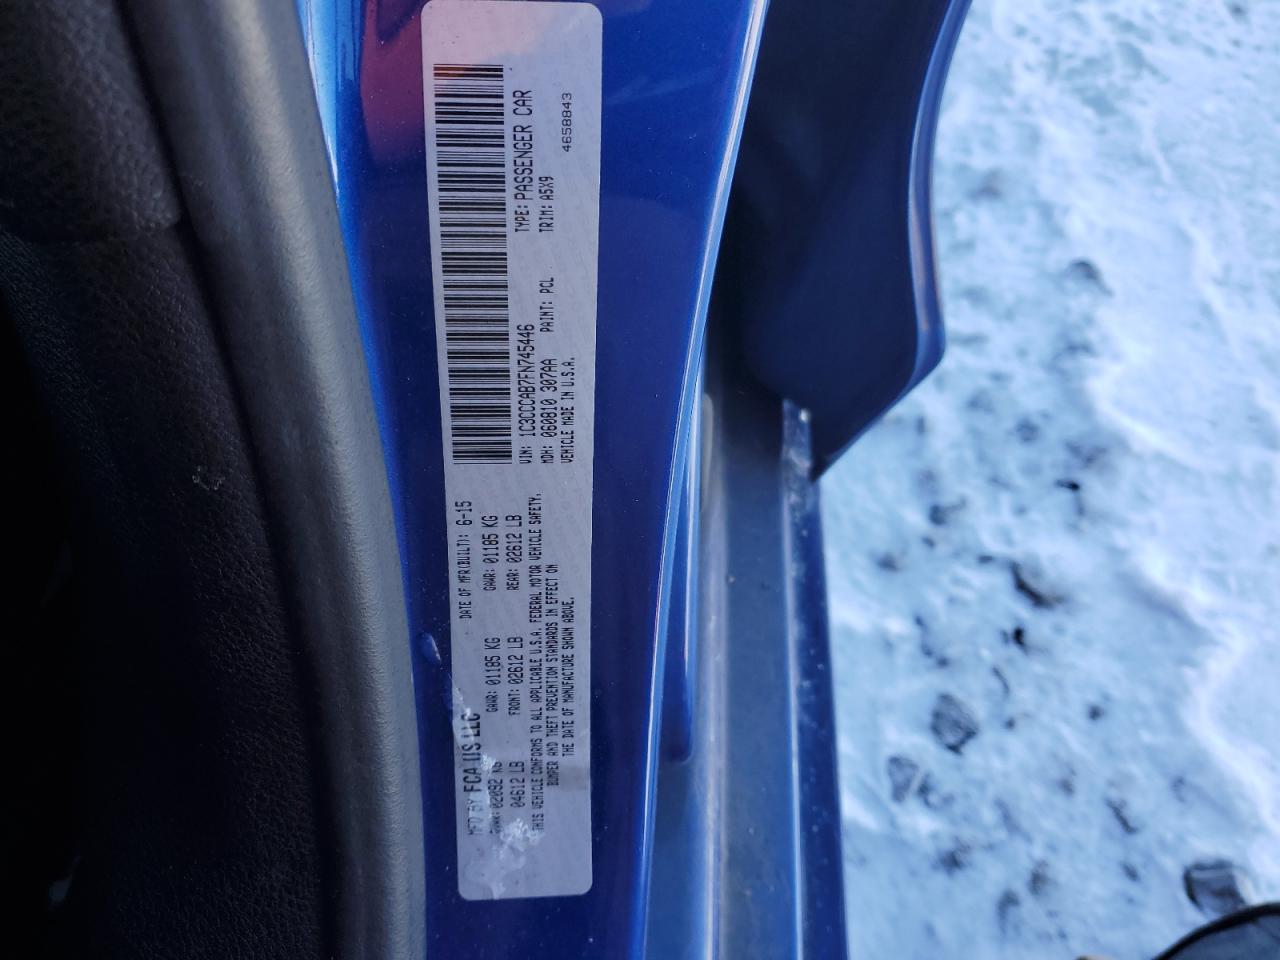 MFD BY FCA US LLC DATE OF MFR(BUILT): 6-15
GVWR: 02092 KG GAWR: 01185 KG GAWR: 01185 KG
04612 LB FRONT: 02612 LB REAR: 02612 LB
THIS VEHICLE CONFORMS TO ALL APPLICABLE U.S.A. FEDERAL MOTOR VEHICLE SAFETY,
BUMPER AND THEFT PREVENTION STANDARDS IN EFFECT ON
THE DATE OF MANUFACTURE SHOWN ABOVE.
VIN: 1C3CCCAB7FN745446 TYPE: PASSENGER CAR
MDH: 060810 307AA PAINT: PCL TRIM: A5X9
VEHICLE MADE IN U.S.A. 4658843